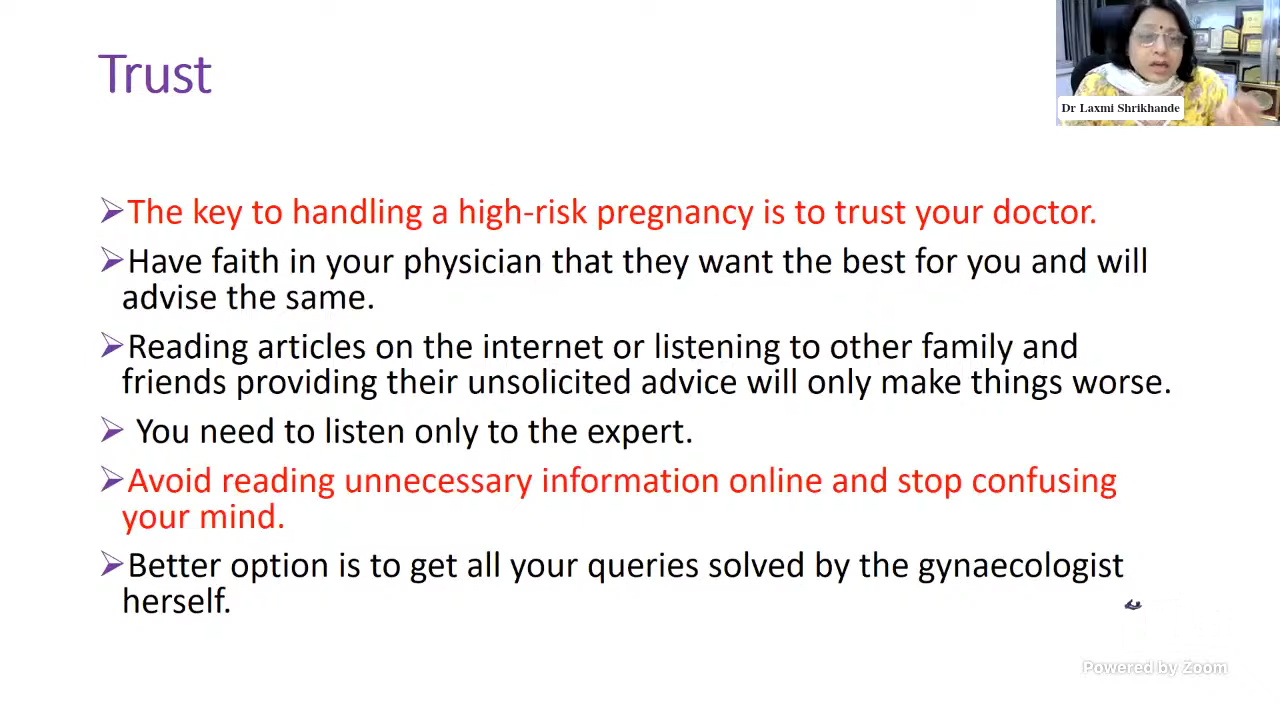 Trust
Dr Laxmi Shrikhande
➢The key to handling a high-risk pregnancy is to trust your doctor.
➢Have faith in your physician that they want the best for you and will
advise the same.
➢Reading articles on the internet or listening to other family and
friends providing their unsolicited advice will only make things worse.
➢ You need to listen only to the expert.
➢Avoid reading unnecessary information online and stop confusing
your mind.
➢Better option is to get all your queries solved by the gynaecologist
herself.
Powered by Zoom